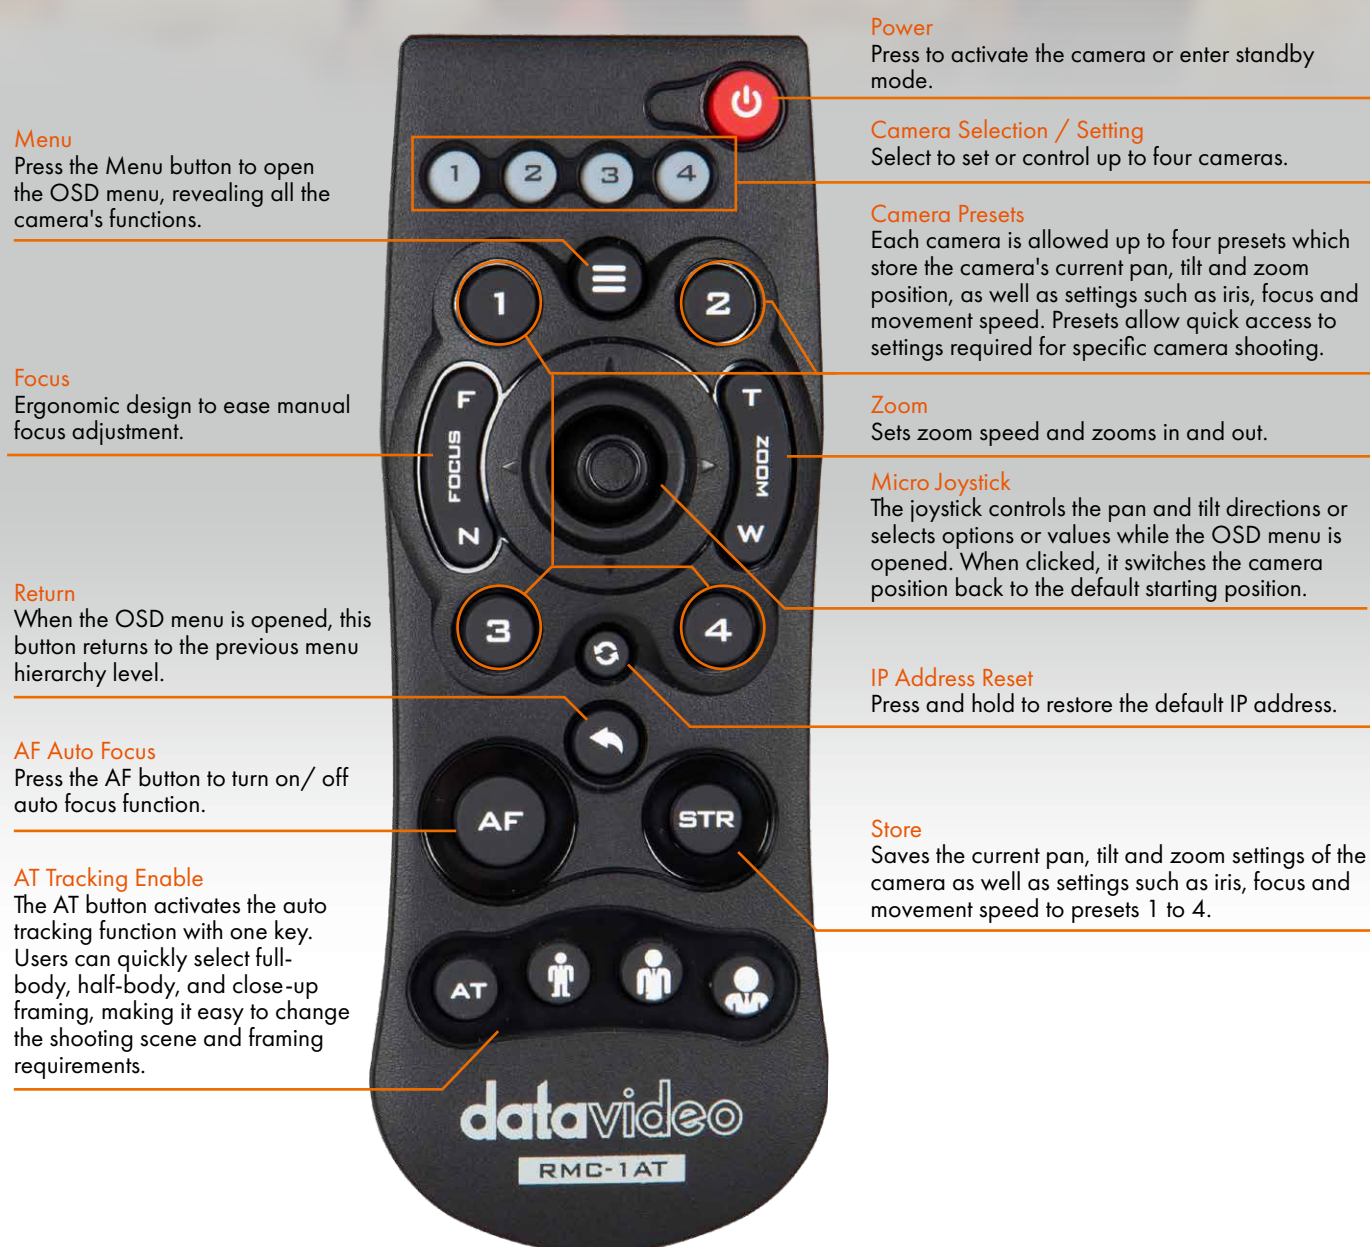 Power
Press to activate the camera or enter standby
mode.
Camera Selection / Setting
Select to set or control up to four cameras.
Camera Presets
Each camera is allowed up to four presets which
store the camera's current pan, tilt and zoom
position, as well as settings such as iris, focus and
movement speed. Presets allow quick access to
settings required for specific camera shooting.
Zoom
Sets zoom speed and zooms in and out.
Micro Joystick
The joystick controls the pan and tilt directions or
selects options or values while the OSD menu is
opened. When clicked, it switches the camera
position back to the default starting position.
IP Address Reset
Press and hold to restore the default IP address.
Store
Saves the current pan, tilt and zoom settings of the
camera as well as settings such as iris, focus and
movement speed to presets 1 to 4.
Menu
Press the Menu button to open
the OSD menu, revealing all the
camera's functions.
Focus
Ergonomic design to ease manual
focus adjustment.
Return
When the OSD menu is opened, this
button returns to the previous menu
hierarchy level.
AF Auto Focus
Press the AF button to turn on/ off
auto focus function.
AT Tracking Enable
The AT button activates the auto
tracking function with one key.
Users can quickly select full-
body, half-body, and close-up
framing, making it easy to change
the shooting scene and framing
requirements.
1 2 3 4
1 2
F FOCUS N
T ZOOM W
3 4
AF STR
AT
datavideo
RMC-1AT